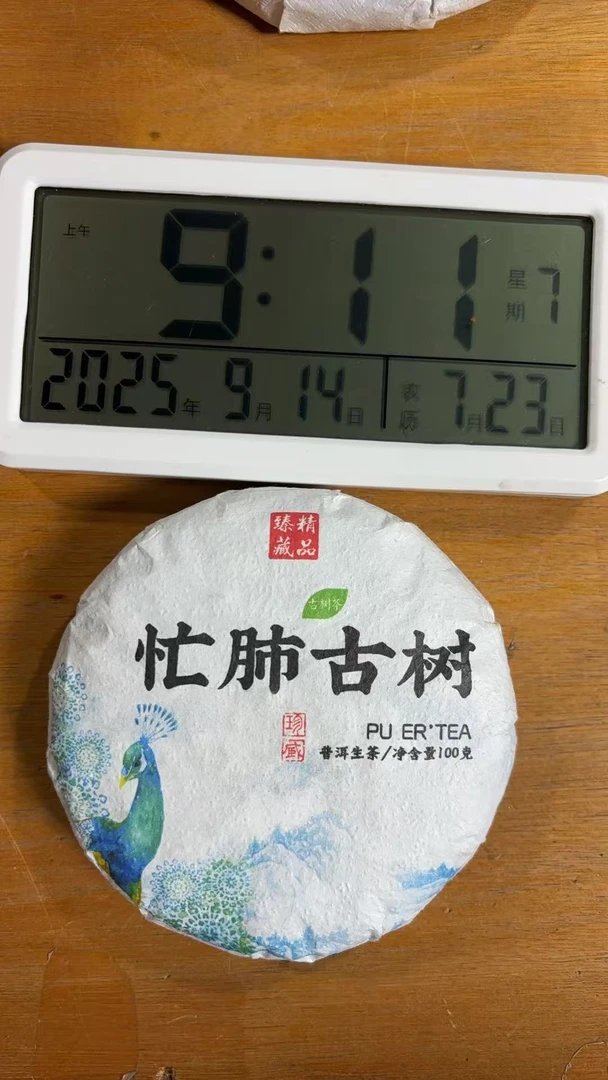 上午
9:11
星期 7
2025年 9月 14日
农历 7月 23日
臻精
藏品
古树茶
忙肺古树
珍藏
PU ER·TEA
普洱生茶/净含量100克